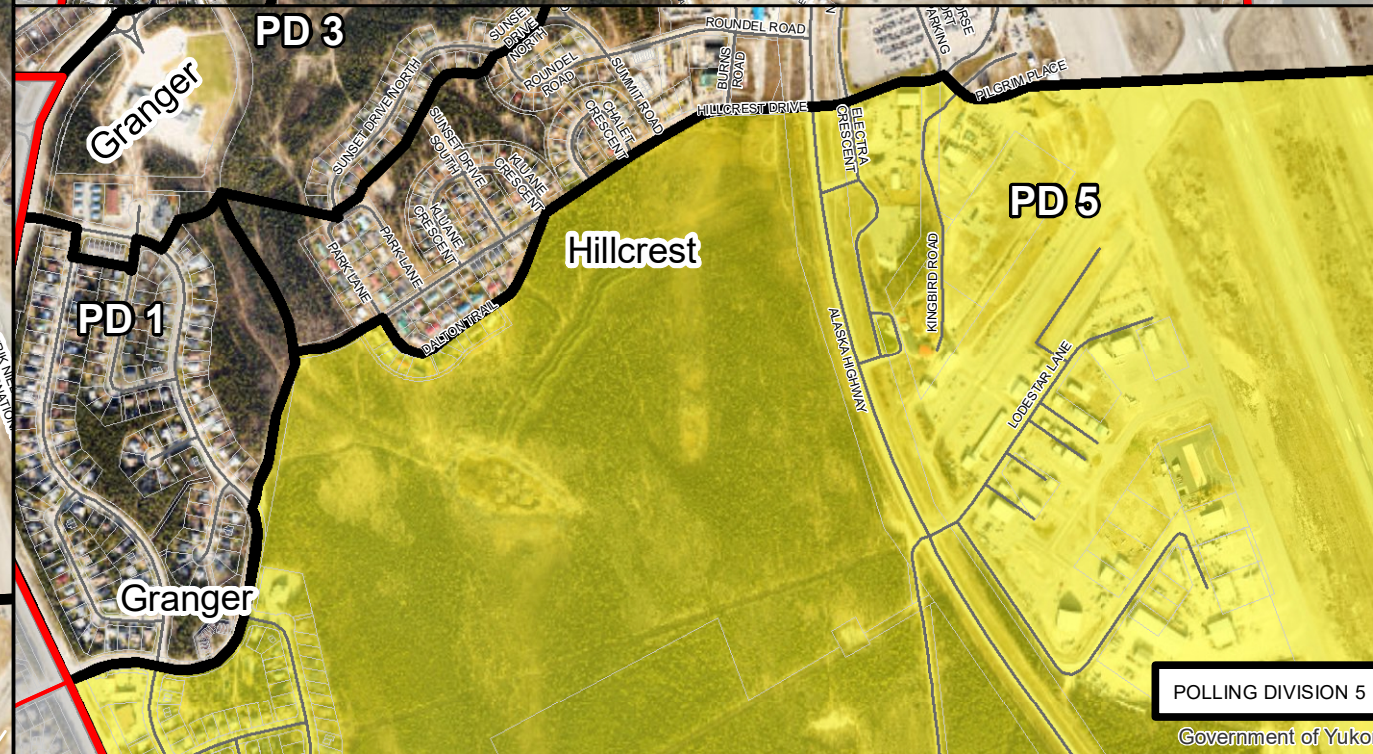 PD 3
Granger
SUNSET DRIVE NORTH
SUNSET
DRIVE
NORTH
ROUNDEL
ROAD
ROUNDEL ROAD
SUMMIT ROAD
BURNS
ROAD
HILLCREST DRIVE
CHALET
CRESCENT
SUNSET DRIVE
SOUTH
KLUANE
CRESCENT
KLUANE
CRESCENT
PARK LANE
PARK LANE
DALTON TRAIL
Hillcrest
ELECTRA
CRESCENT
PILGRIM PLACE
PD 5
KINGBIRD ROAD
ALASKA HIGHWAY
LODESTAR LANE
PD 1
Granger
POLLING DIVISION 5
Government of Yukon